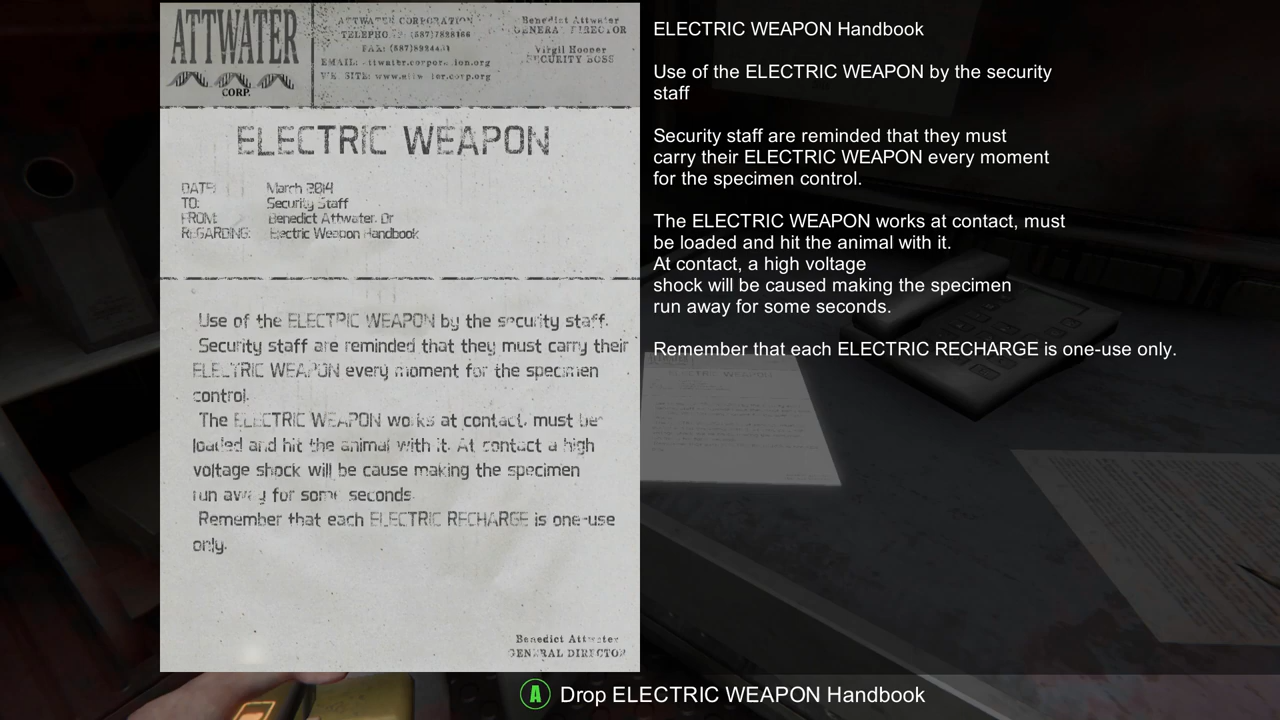 ATTWATER
CORP.
ATTWATER CORPORATION
FAX:
EMAIL:
Benedict Attwater
GENERAL DIRECTOR
Virgil Hooper
SECURITY BOSS
ELECTRIC WEAPON
DATE: March 2014
TO: Security Staff
FROM: Benedict Attwater. Dr
REGARDING: Electric Weapon Handbook
Use of the ELECTRIC WEAPON by the security staff.
Security staff are reminded that they must carry their
ELECTRIC WEAPON every moment for the specimen
control.
The ELECTRIC WEAPON works at contact, must be
loaded and hit the animal with it. At contact a high
voltage shock will be cause making the specimen
run away for some seconds.
Remember that each ELECTRIC RECHARGE is one-use
only.
Benedict Attwater
GENERAL DIRECTOR
ELECTRIC WEAPON Handbook
Use of the ELECTRIC WEAPON by the security
staff
Security staff are reminded that they must
carry their ELECTRIC WEAPON every moment
for the specimen control.
The ELECTRIC WEAPON works at contact, must
be loaded and hit the animal with it.
At contact, a high voltage
shock will be caused making the specimen
run away for some seconds.
Remember that each ELECTRIC RECHARGE is one-use only.
A Drop ELECTRIC WEAPON Handbook